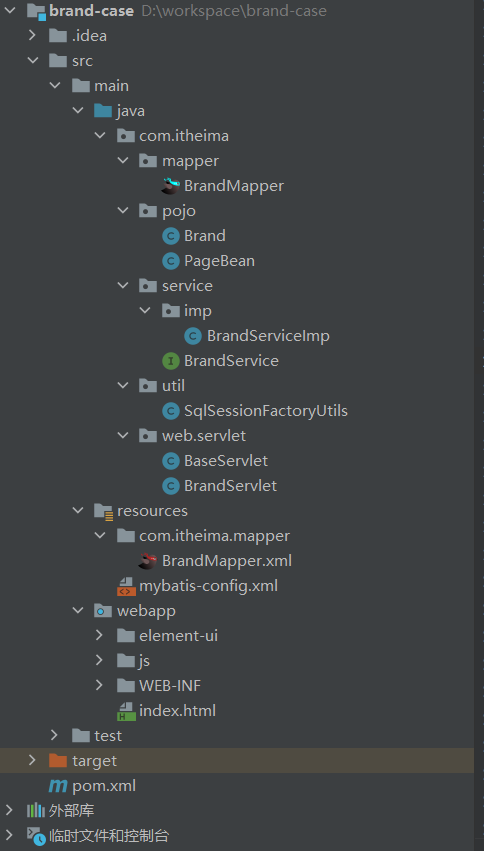 brand-case D:\workspace\brand-case
.idea
src
main
java
com.itheima
mapper
BrandMapper
pojo
C Brand
C PageBean
service
imp
C BrandServiceImp
I BrandService
util
C SqlSessionFactoryUtils
web.servlet
C BaseServlet
C BrandServlet
resources
com.itheima.mapper
BrandMapper.xml
mybatis-config.xml
webapp
element-ui
js
WEB-INF
H index.html
test
target
m pom.xml
外部库
临时文件和控制台